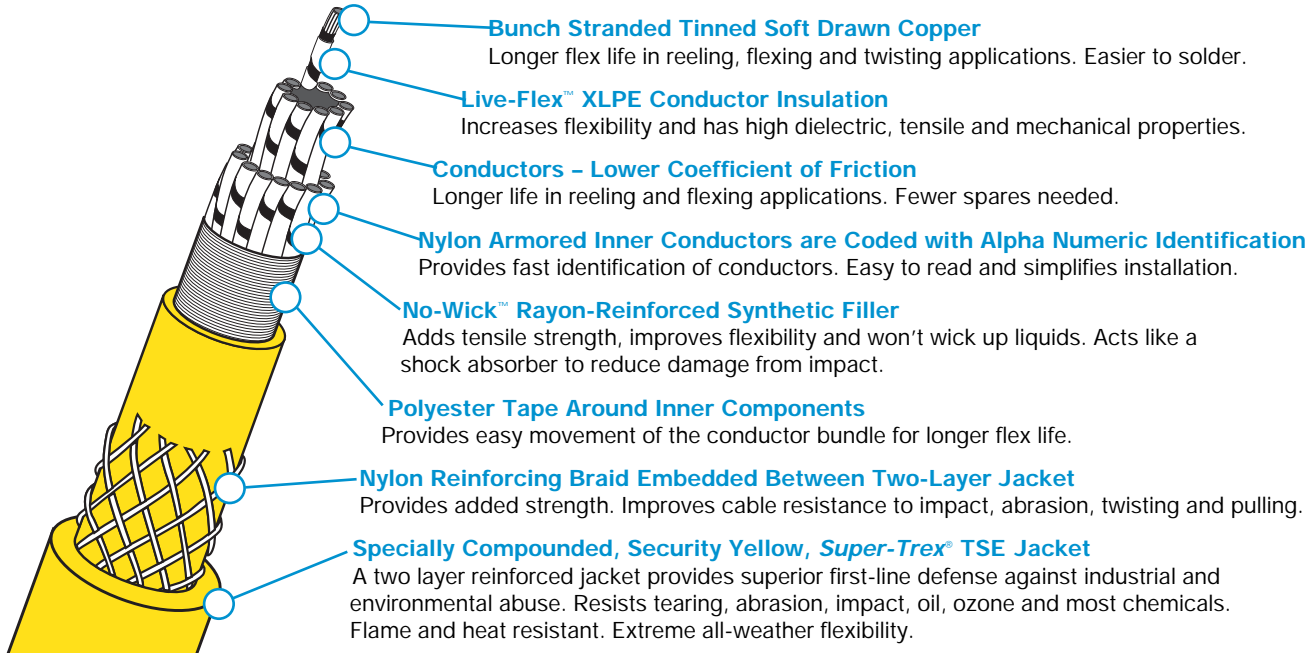 Bunch Stranded Tinned Soft Drawn Copper
Longer flex life in reeling, flexing and twisting applications. Easier to solder.
Live-Flex™ XLPE Conductor Insulation
Increases flexibility and has high dielectric, tensile and mechanical properties.
Conductors – Lower Coefficient of Friction
Longer life in reeling and flexing applications. Fewer spares needed.
Nylon Armored Inner Conductors are Coded with Alpha Numeric Identification
Provides fast identification of conductors. Easy to read and simplifies installation.
No-Wick™ Rayon-Reinforced Synthetic Filler
Adds tensile strength, improves flexibility and won’t wick up liquids. Acts like a
shock absorber to reduce damage from impact.
Polyester Tape Around Inner Components
Provides easy movement of the conductor bundle for longer flex life.
Nylon Reinforcing Braid Embedded Between Two-Layer Jacket
Provides added strength. Improves cable resistance to impact, abrasion, twisting and pulling.
Specially Compounded, Security Yellow, Super-Trex® TSE Jacket
A two layer reinforced jacket provides superior first-line defense against industrial and
environmental abuse. Resists tearing, abrasion, impact, oil, ozone and most chemicals.
Flame and heat resistant. Extreme all-weather flexibility.